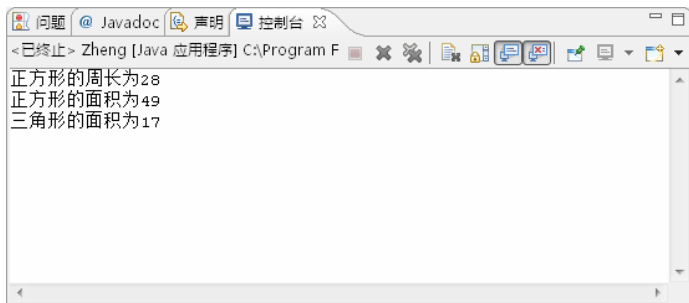 问题 @ Javadoc 声明 控制台
<已终止> Zheng [Java 应用程序] C:\Program F
正方形的周长为28
正方形的面积为49
三角形的面积为17